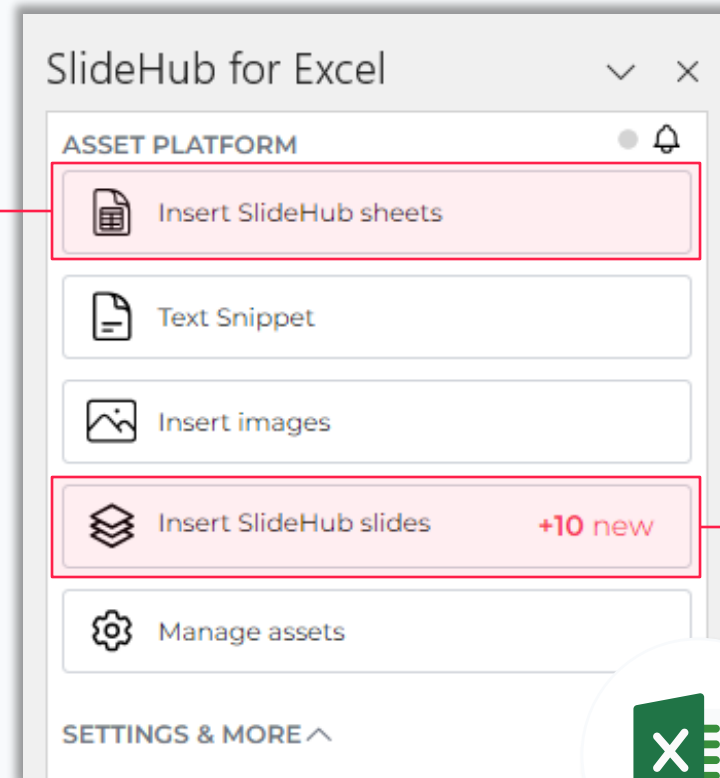 SlideHub for Excel
ASSET PLATFORM
Insert SlideHub sheets
Text Snippet
Insert images
Insert SlideHub slides +10 new
Manage assets
SETTINGS & MORE
X